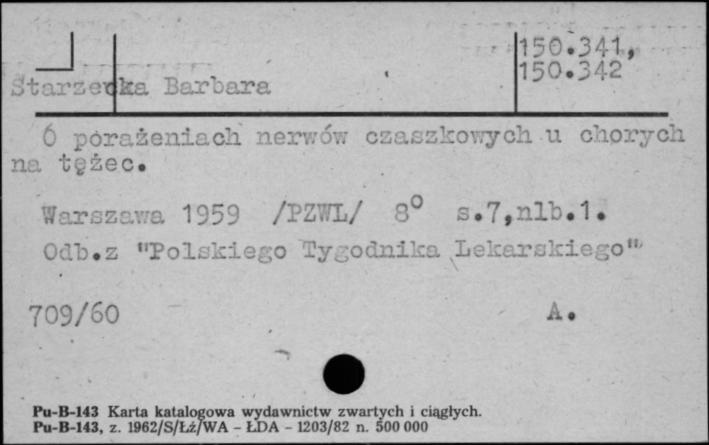 150.341,
150.342
Starzecka Barbara
O porażeniach nerwów czaszkowych u chorych
na tężec.
Warszawa 1959 /PZWL/ 8° s.7,nlb.1.
Odb.z "Polskiego Tygodnika Lekarskiego"
709/60 A.
Pu-B-143 Karta katalogowa wydawnictw zwartych i ciągłych.
Pu-B-143, z. 1962/S/Łź/WA – ŁDA – 1203/82 n. 500 000